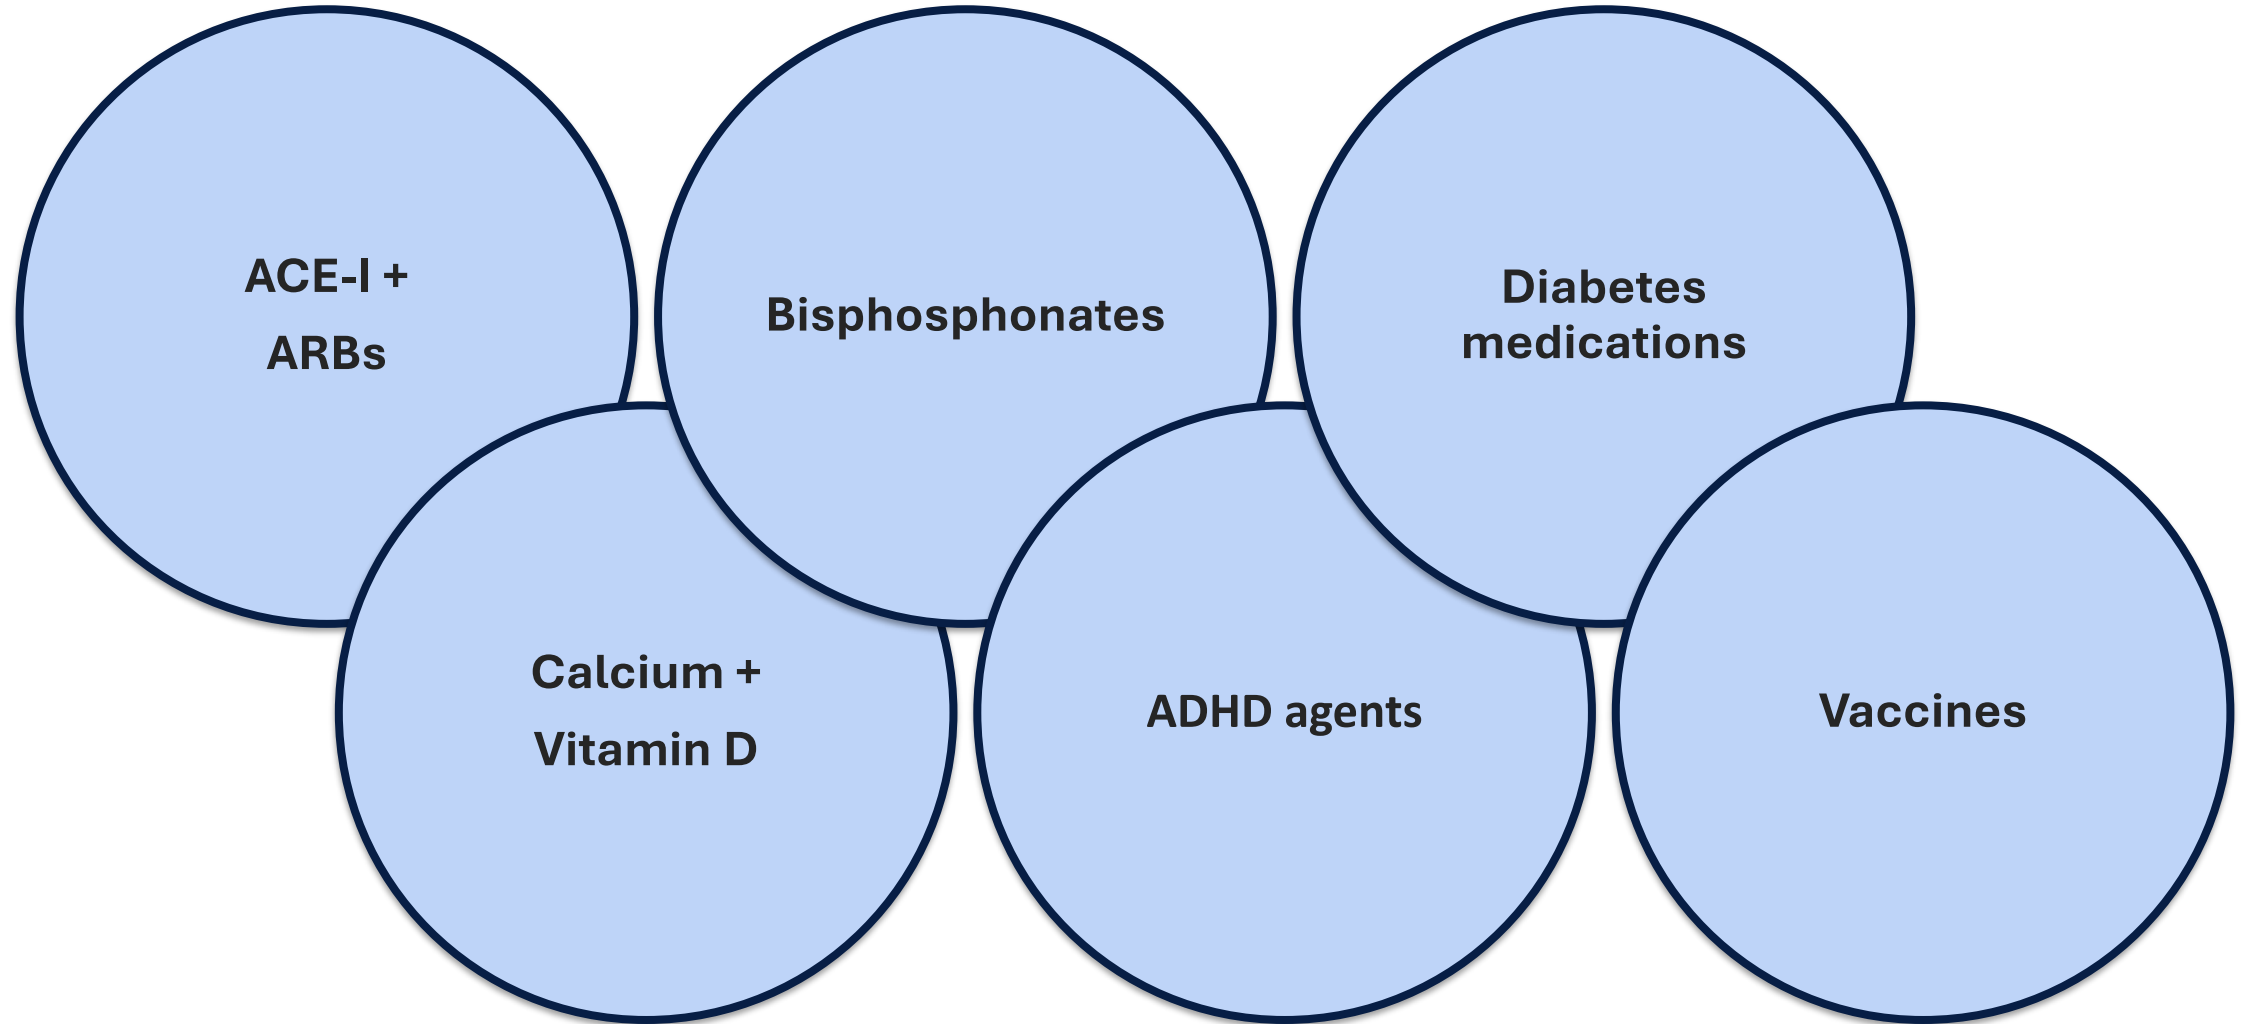 ACE-I +
ARBs
Bisphosphonates
Diabetes
medications
Calcium +
Vitamin D
ADHD agents
Vaccines